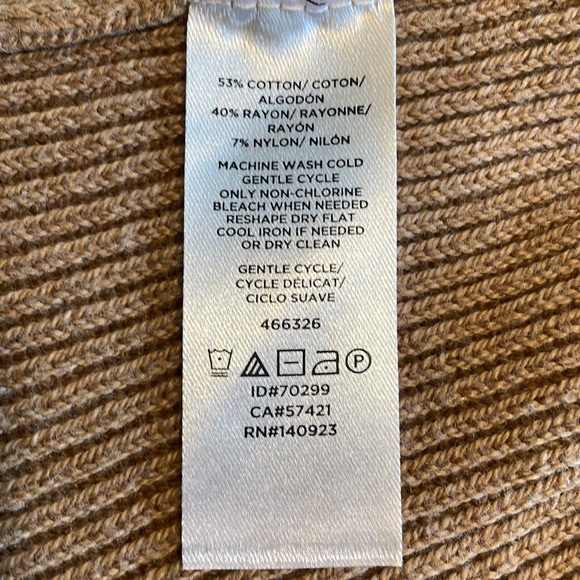 53% COTTON/ COTON/
ALGODÓN
40% RAYON/ RAYONNE/
RAYÓN
7% NYLON/ NILÓN
MACHINE WASH COLD
GENTLE CYCLE
ONLY NON-CHLORINE
BLEACH WHEN NEEDED
RESHAPE DRY FLAT
COOL IRON IF NEEDED
OR DRY CLEAN
GENTLE CYCLE/
CYCLE DÉLICAT/
CICLO SUAVE
466326
P
ID#70299
CA#57421
RN#140923